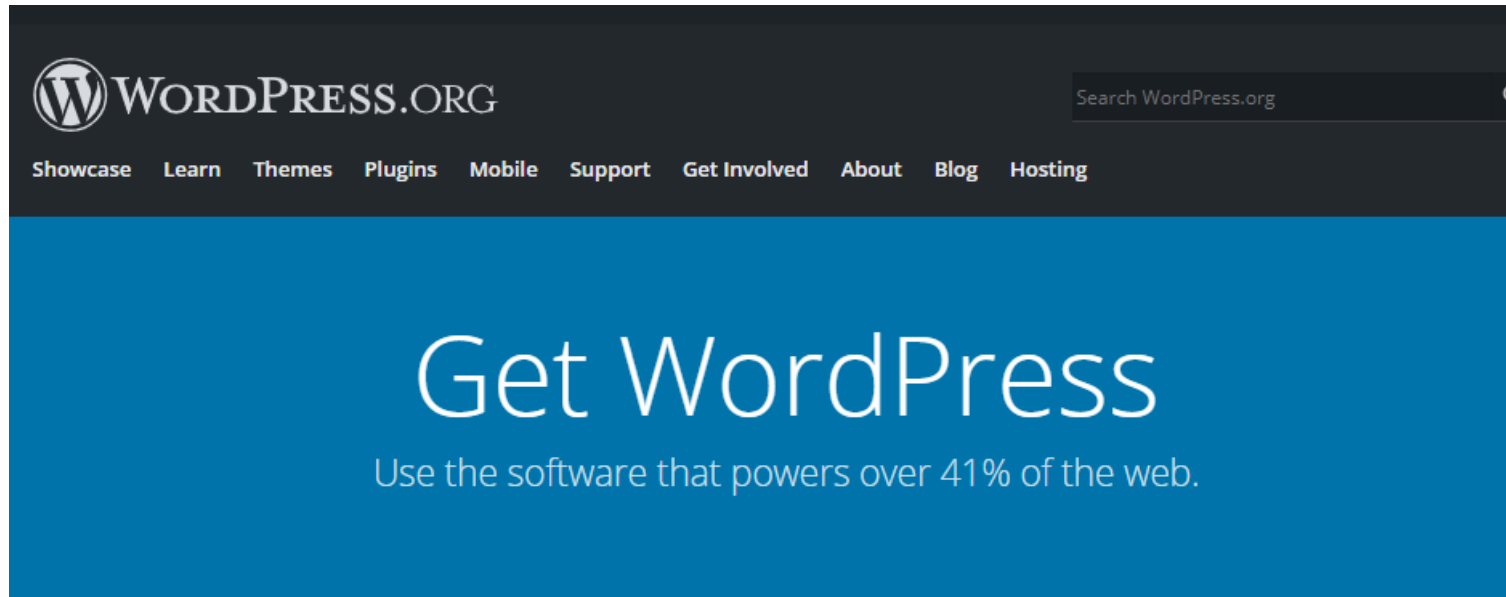 WORDPRESS.ORG
Search WordPress.org
Showcase Learn Themes Plugins Mobile Support Get Involved About Blog Hosting
Get WordPress
Use the software that powers over 41% of the web.